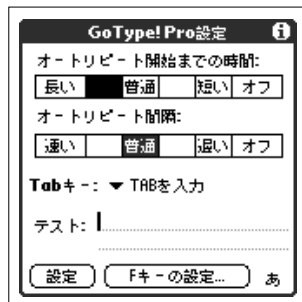 GoType! Pro設定 i
オートリピート開始までの時間:
長い 普通 短い オフ
オートリピート間隔:
速い 普通 遅い オフ
Tabキー: ▼ TABを入力
テスト:
設定 Fキーの設定... あ